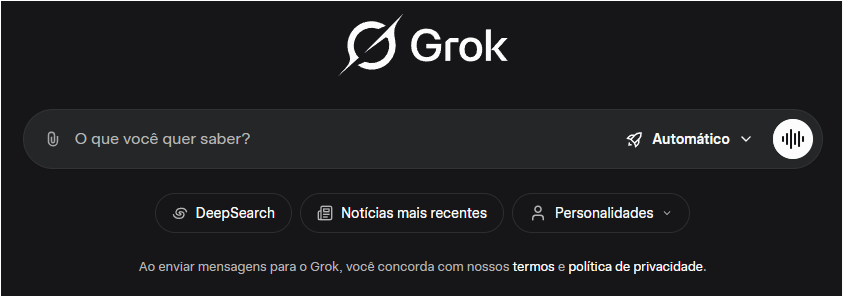 Grok
O que você quer saber?
Automático
DeepSearch
Notícias mais recentes
Personalidades
Ao enviar mensagens para o Grok, você concorda com nossos termos e política de privacidade.